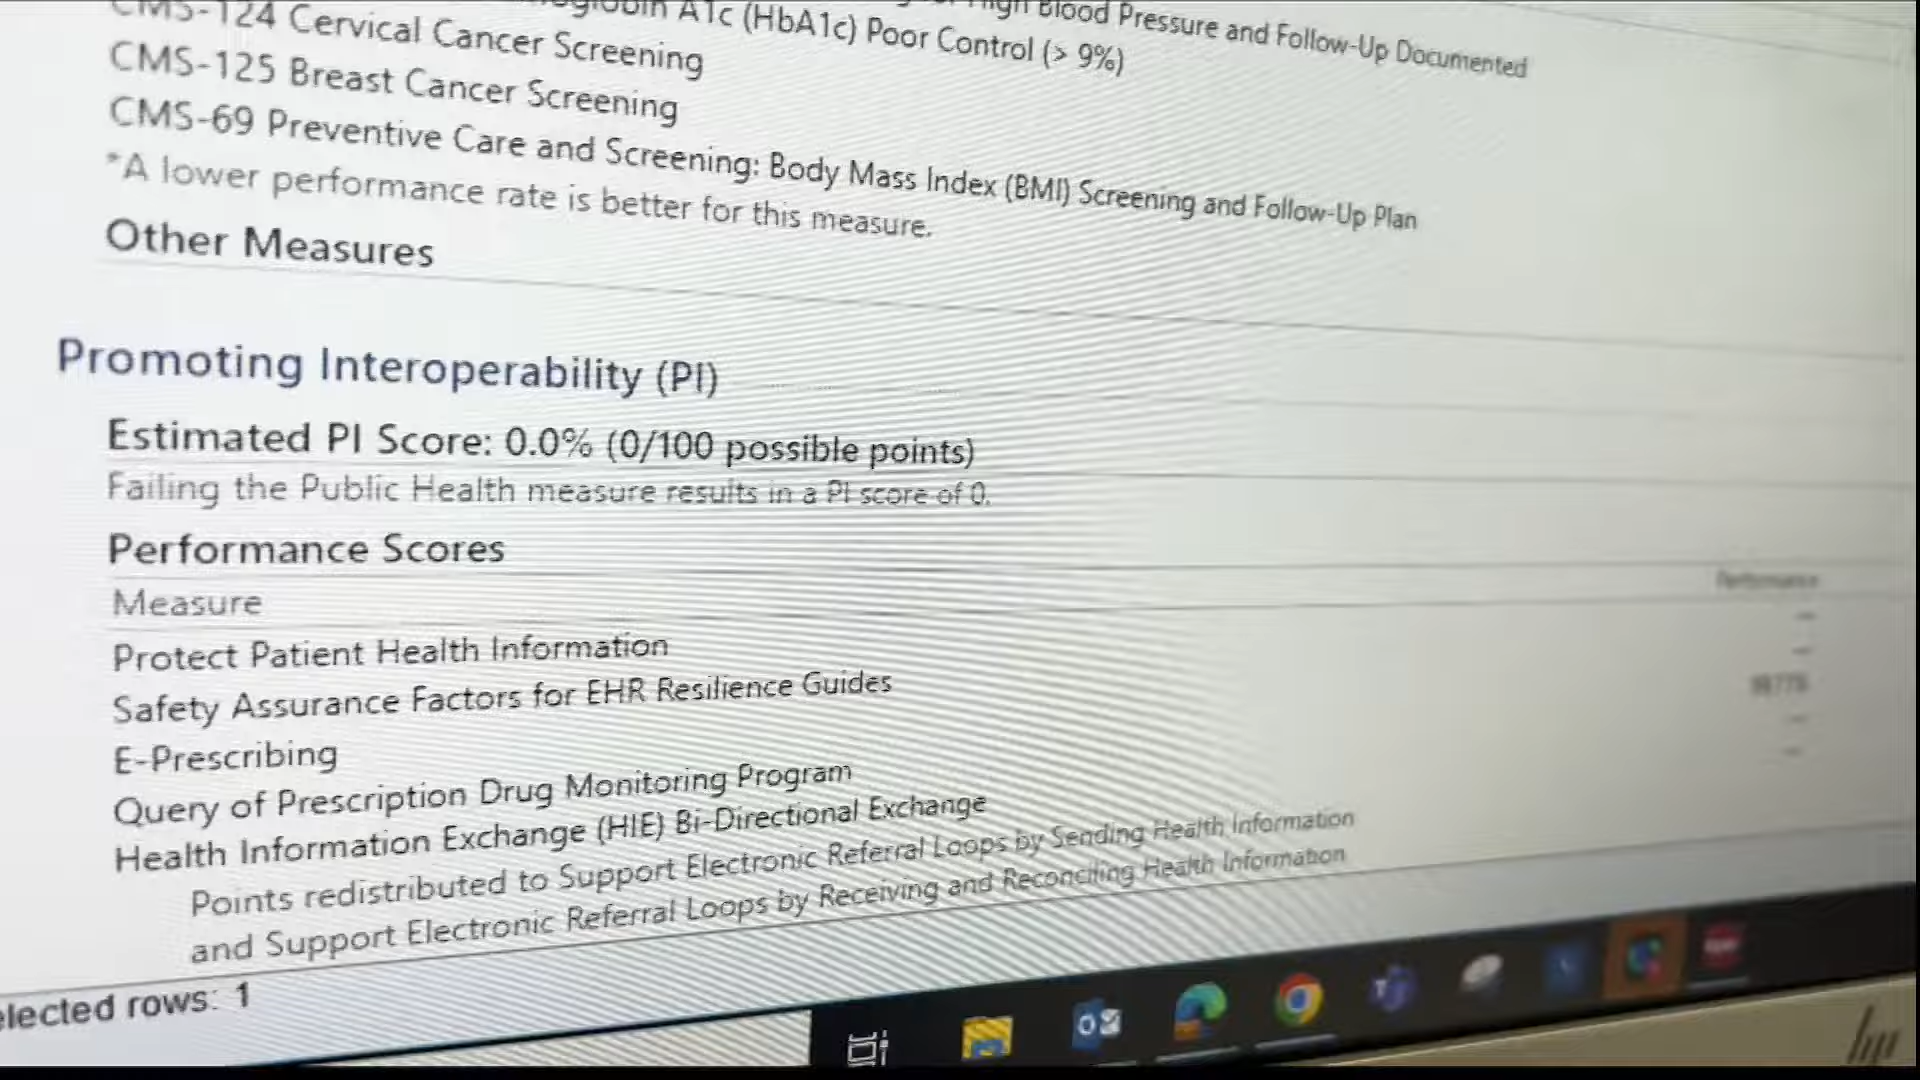 High Blood Pressure and Follow-Up Documented
A1c (HbA1c) Poor Control (> 9%)
CMS-124 Cervical Cancer Screening
CMS-125 Breast Cancer Screening
CMS-69 Preventive Care and Screening: Body Mass Index (BMI) Screening and Follow-Up Plan
*A lower performance rate is better for this measure.
Other Measures
Promoting Interoperability (PI)
Estimated PI Score: 0.0% (0/100 possible points)
Failing the Public Health measure results in a PI score of 0.
Performance Scores
Measure
Performance
Protect Patient Health Information
Safety Assurance Factors for EHR Resilience Guides
E-Prescribing
Query of Prescription Drug Monitoring Program
Health Information Exchange (HIE) Bi-Directional Exchange
Points redistributed to Support Electronic Referral Loops by Sending Health Information
and Support Electronic Referral Loops by Receiving and Reconciling Health Information
elected rows: 1
hp